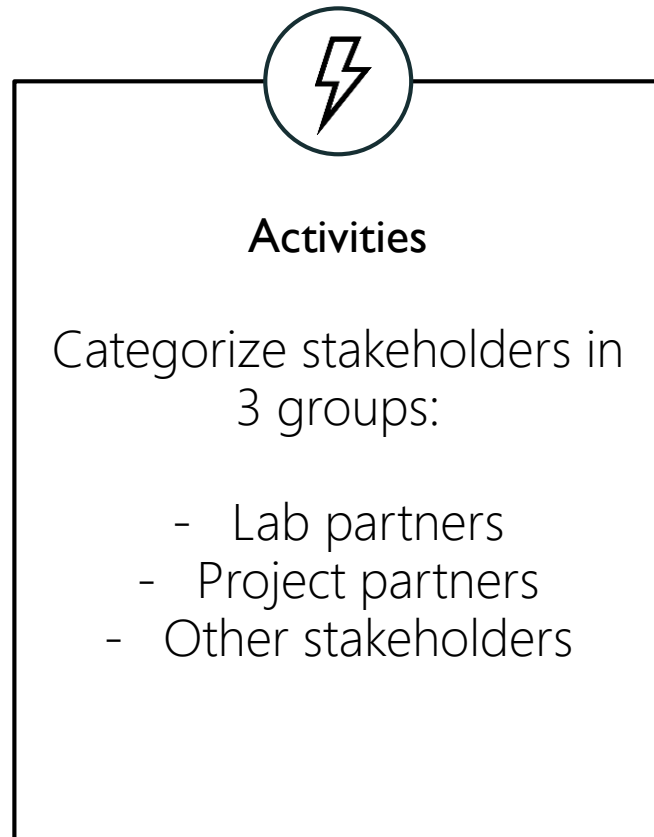 Activities
Categorize stakeholders in
3 groups:
- Lab partners
- Project partners
- Other stakeholders